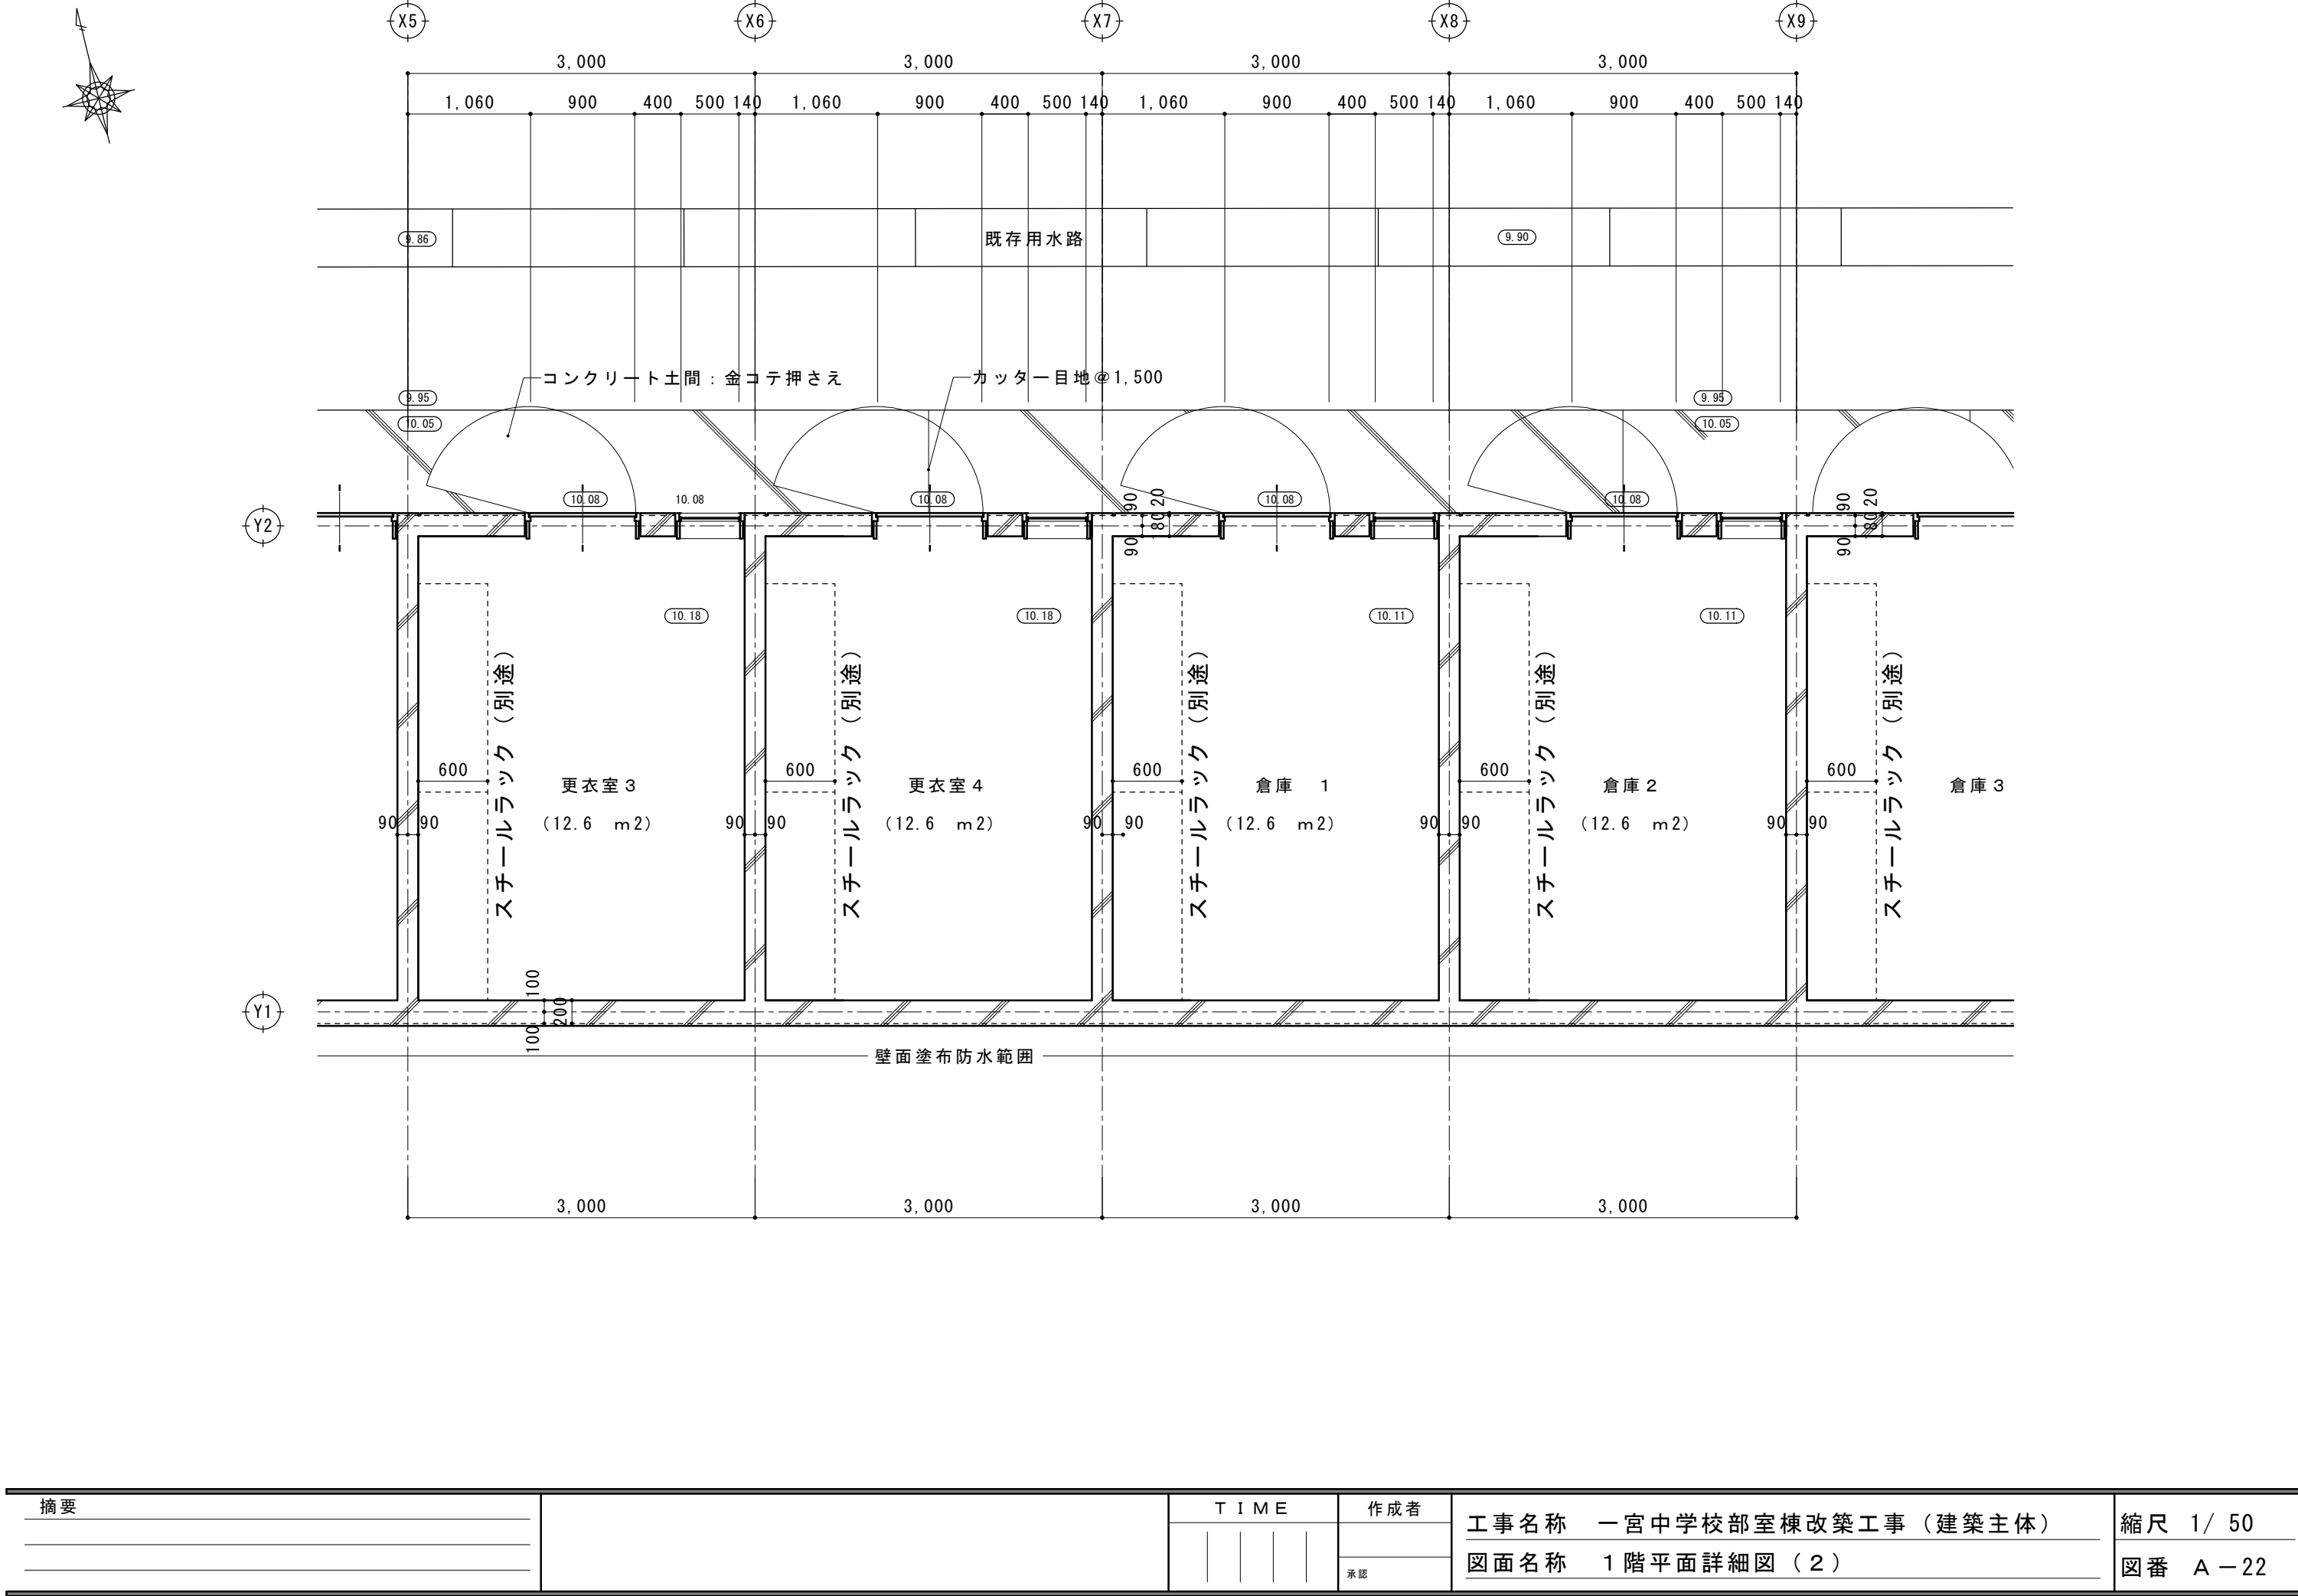 X5 X6 X7 X8 X9
3,000 3,000 3,000 3,000
1,060 900 400 500 140 1,060 900 400 500 140 1,060 900 400 500 140 1,060 900 400 500 140
9.86 既存用水路 9.90
コンクリート土間：金コテ押さえ カッター目地@1,500
9.95 9.95
10.05 10.05
10.08 10.08 10.08 10.08 10.08
Y2
90 180 20 90 90 180 20 90
10.18 10.18 10.11 10.11
スチールラック（別途） スチールラック（別途） スチールラック（別途） スチールラック（別途） スチールラック（別途）
600 600 600 600 600
更衣室３ 更衣室４ 倉庫　１ 倉庫２ 倉庫３
90 90 （12.6　ｍ2） 90 90 （12.6　ｍ2） 90 90 （12.6　ｍ2） 90 90 （12.6　ｍ2） 90 90
Y1
100 200 100
壁面塗布防水範囲
3,000 3,000 3,000 3,000
摘要
ＴＩＭＥ
作成者
承認
工事名称　一宮中学校部室棟改築工事（建築主体）
図面名称　１階平面詳細図（２）
縮尺 1/ 50
図番 Ａ－22